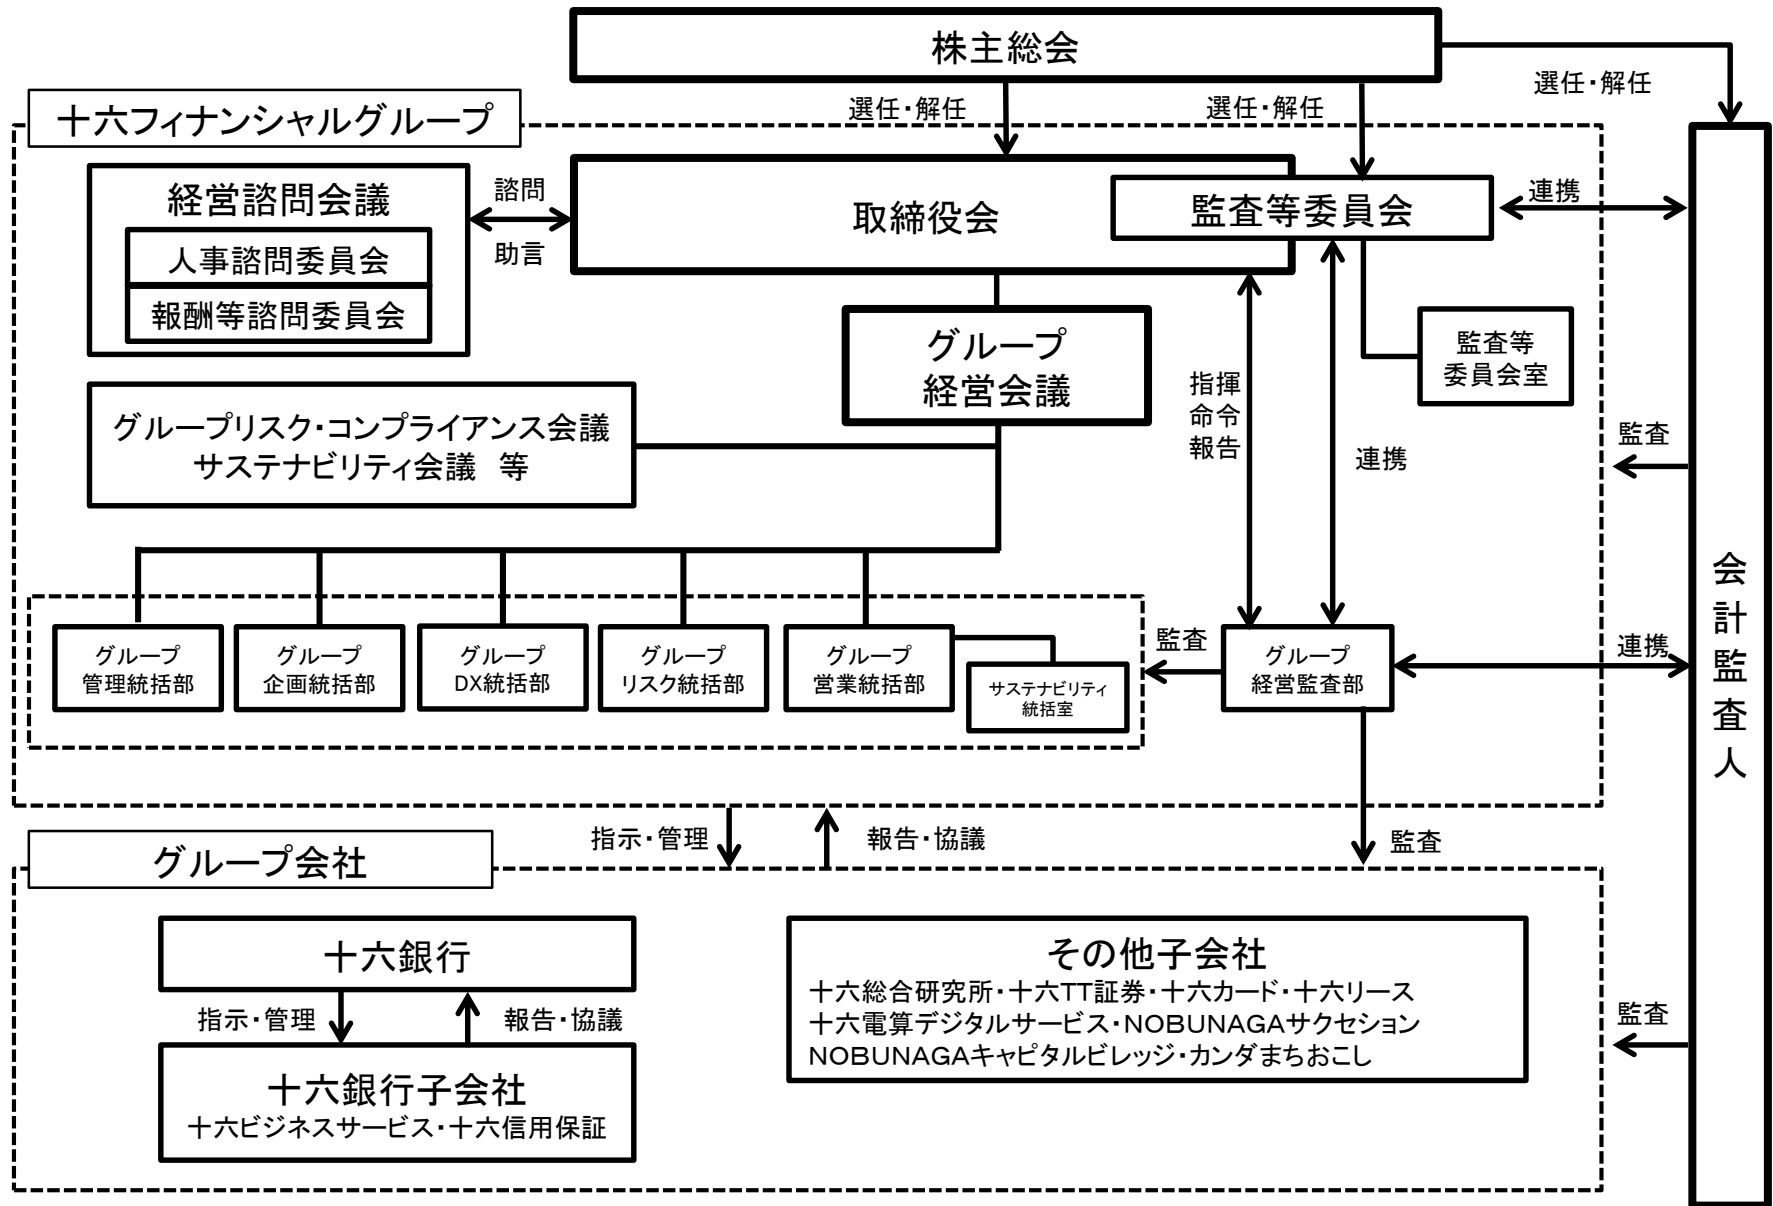 株主総会
選任・解任
選任・解任
選任・解任
十六フィナンシャルグループ
経営諮問会議
人事諮問委員会
報酬等諮問委員会
諮問
助言
取締役会
監査等委員会
連携
グループ
経営会議
監査等
委員会室
指揮
命令
報告
連携
監査
グループリスク・コンプライアンス会議
サステナビリティ会議　等
会計監査人
グループ
管理統括部
グループ
企画統括部
グループ
DX統括部
グループ
リスク統括部
グループ
営業統括部
サステナビリティ
統括室
監査
グループ
経営監査部
連携
指示・管理
報告・協議
監査
グループ会社
十六銀行
指示・管理
報告・協議
十六銀行子会社
十六ビジネスサービス・十六信用保証
その他子会社
十六総合研究所・十六TT証券・十六カード・十六リース
十六電算デジタルサービス・NOBUNAGAサクセション
NOBUNAGAキャピタルビレッジ・カンダまちおこし
監査